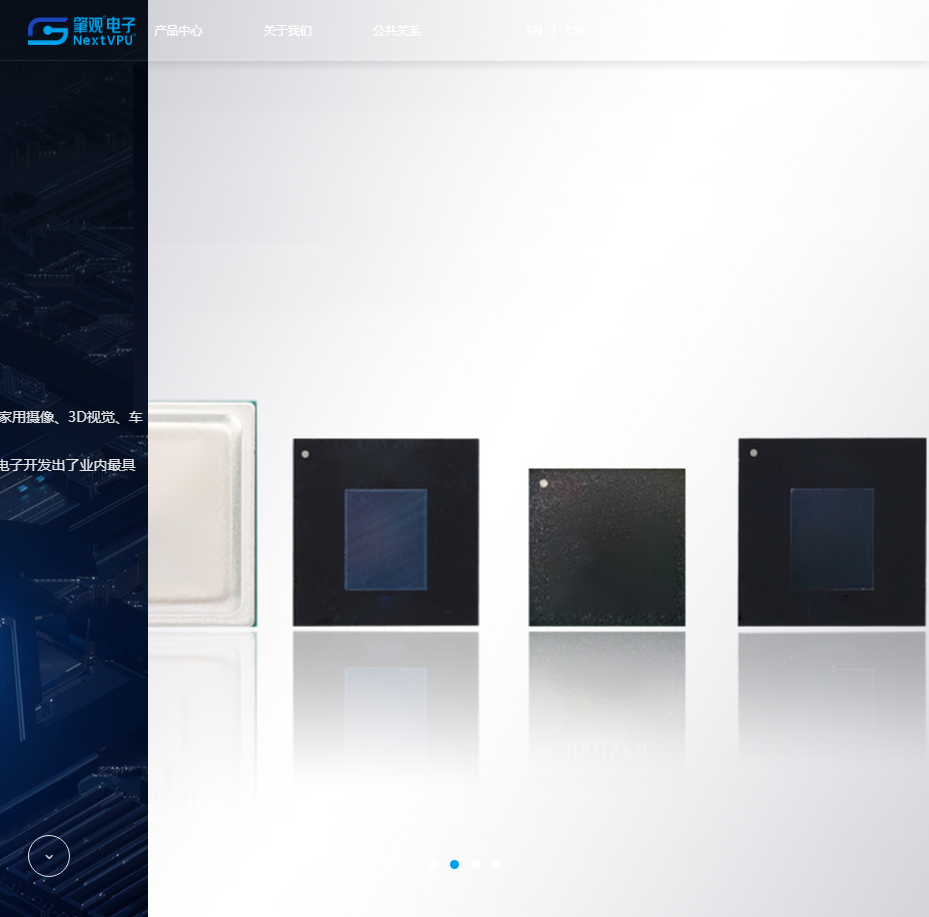 肇观电子
NextVPU
产品中心
关于我们
公共关系
EN | CN
家用摄像、3D视觉、车
电子开发出了业内最具